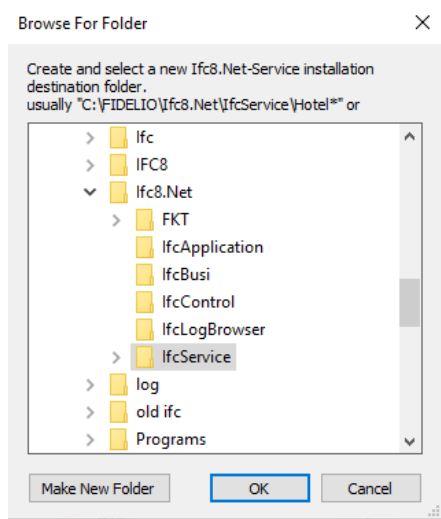 Browse For Folder
Create and select a new Ifc8.Net-Service installation
destination folder.
usually "C:\FIDELIO\Ifc8.Net\IfcService\Hotel*" or
Ifc
IFC8
Ifc8.Net
FKT
IfcApplication
IfcBusi
IfcControl
IfcLogBrowser
IfcService
log
old ifc
Programs
Make New Folder
OK
Cancel